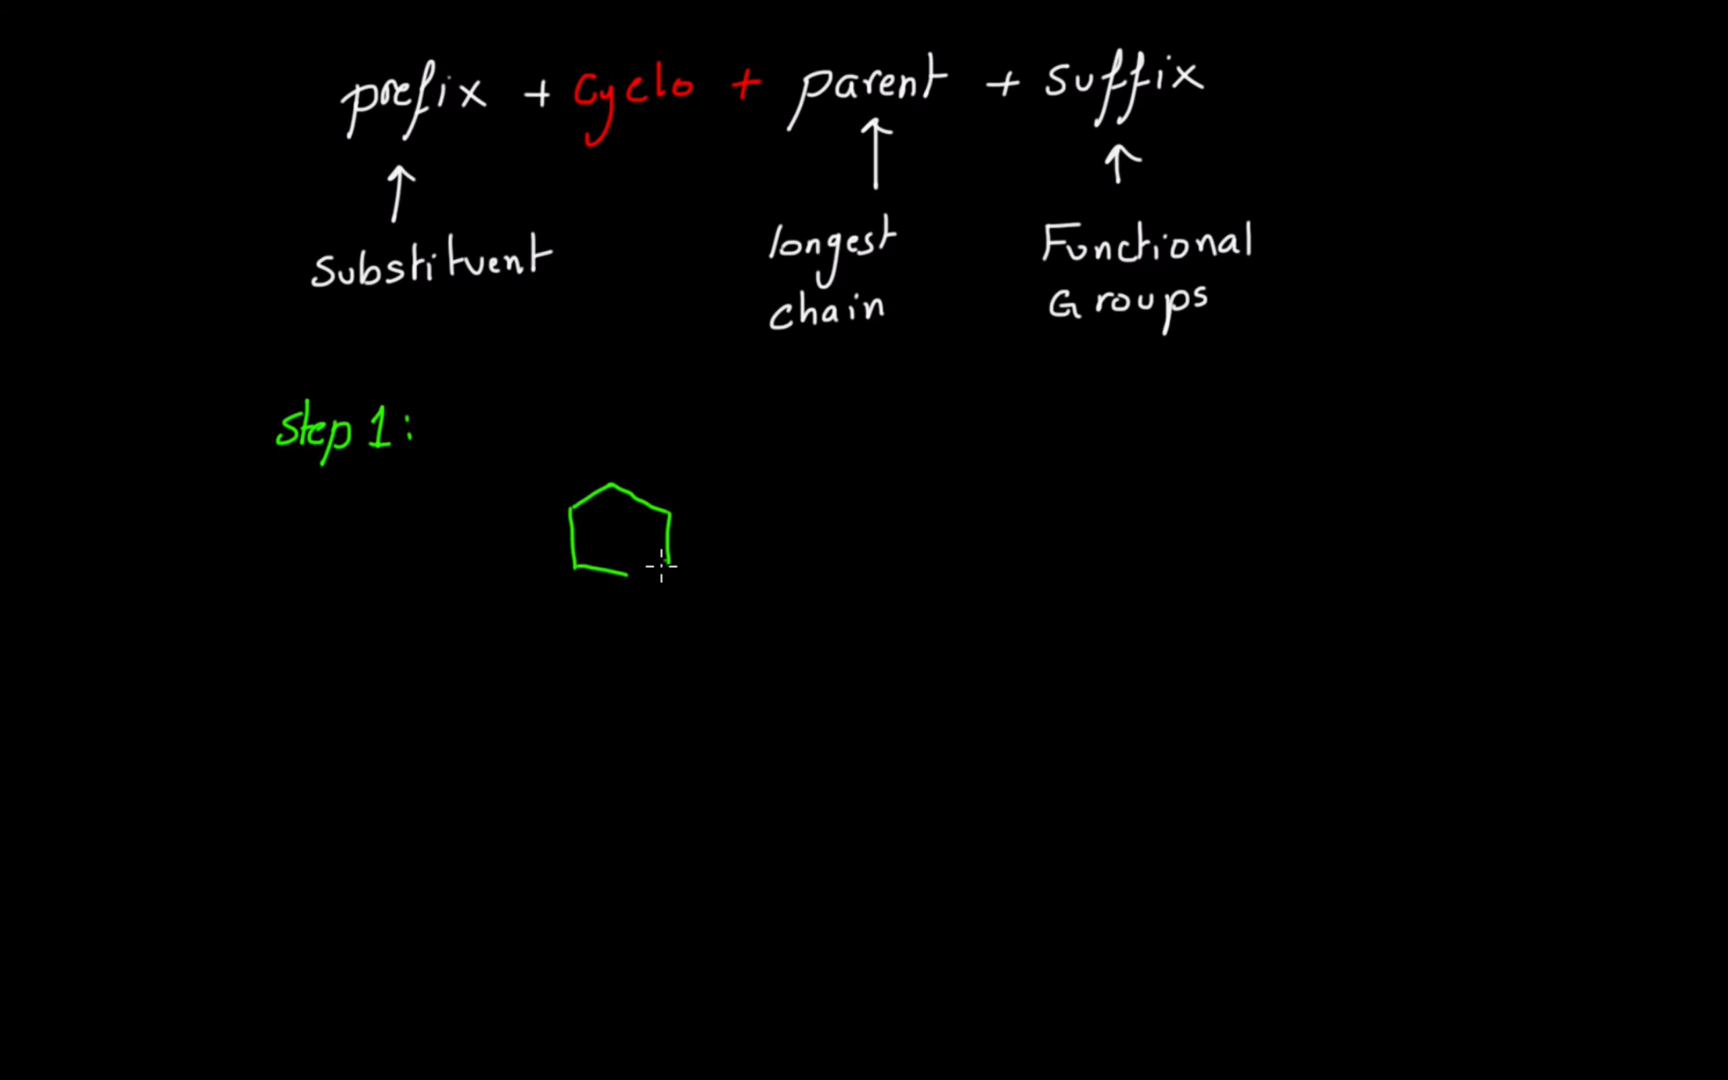 prefix + cyclo + parent + suffix
substituent
longest
chain
Functional
Groups
Step 1: